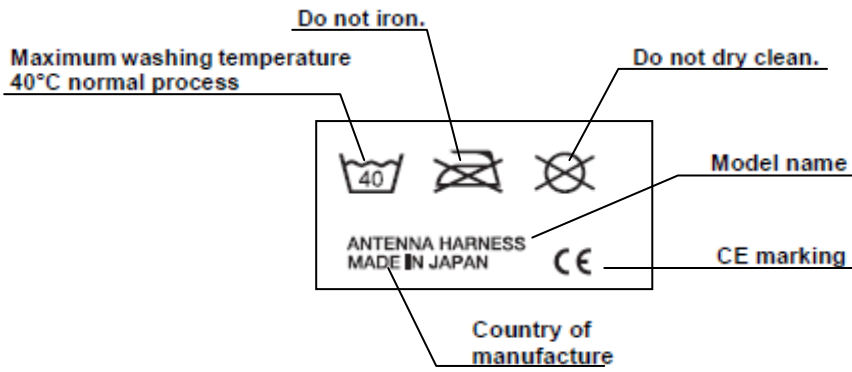 Do not iron.
Maximum washing temperature
40°C normal process
Do not dry clean.
40
Model name
ANTENNA HARNESS
MADE IN JAPAN
CE
CE marking
Country of
manufacture